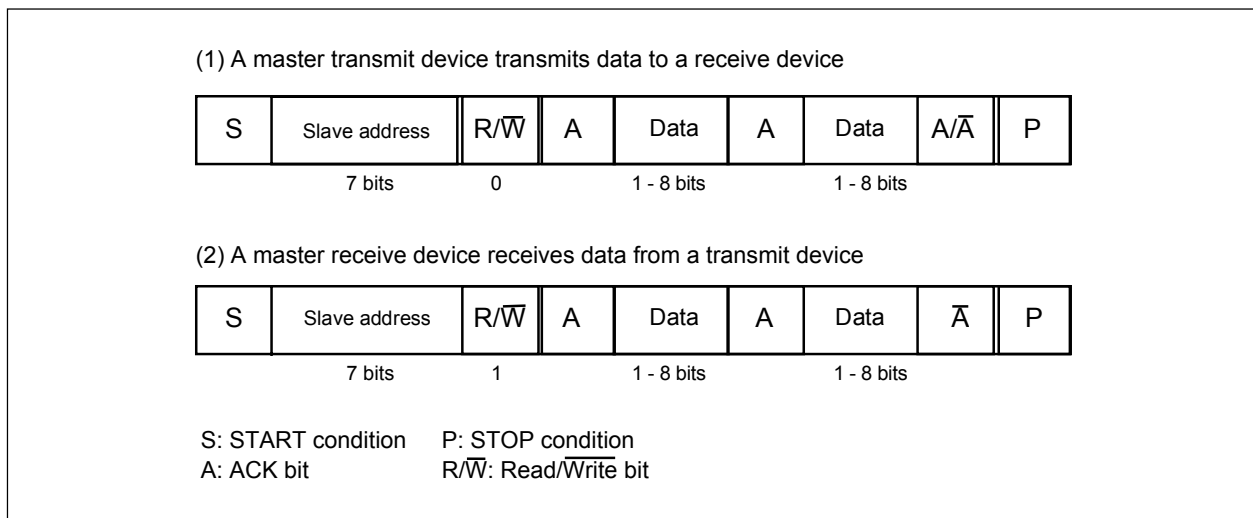 (1) A master transmit device transmits data to a receive device
S Slave address R/W̅ A Data A Data A/A̅ P
7 bits 0 1 - 8 bits 1 - 8 bits
(2) A master receive device receives data from a transmit device
S Slave address R/W̅ A Data A Data A̅ P
7 bits 1 1 - 8 bits 1 - 8 bits
S: START condition P: STOP condition
A: ACK bit R/W̅: Read/W̅r̅i̅t̅e̅ bit